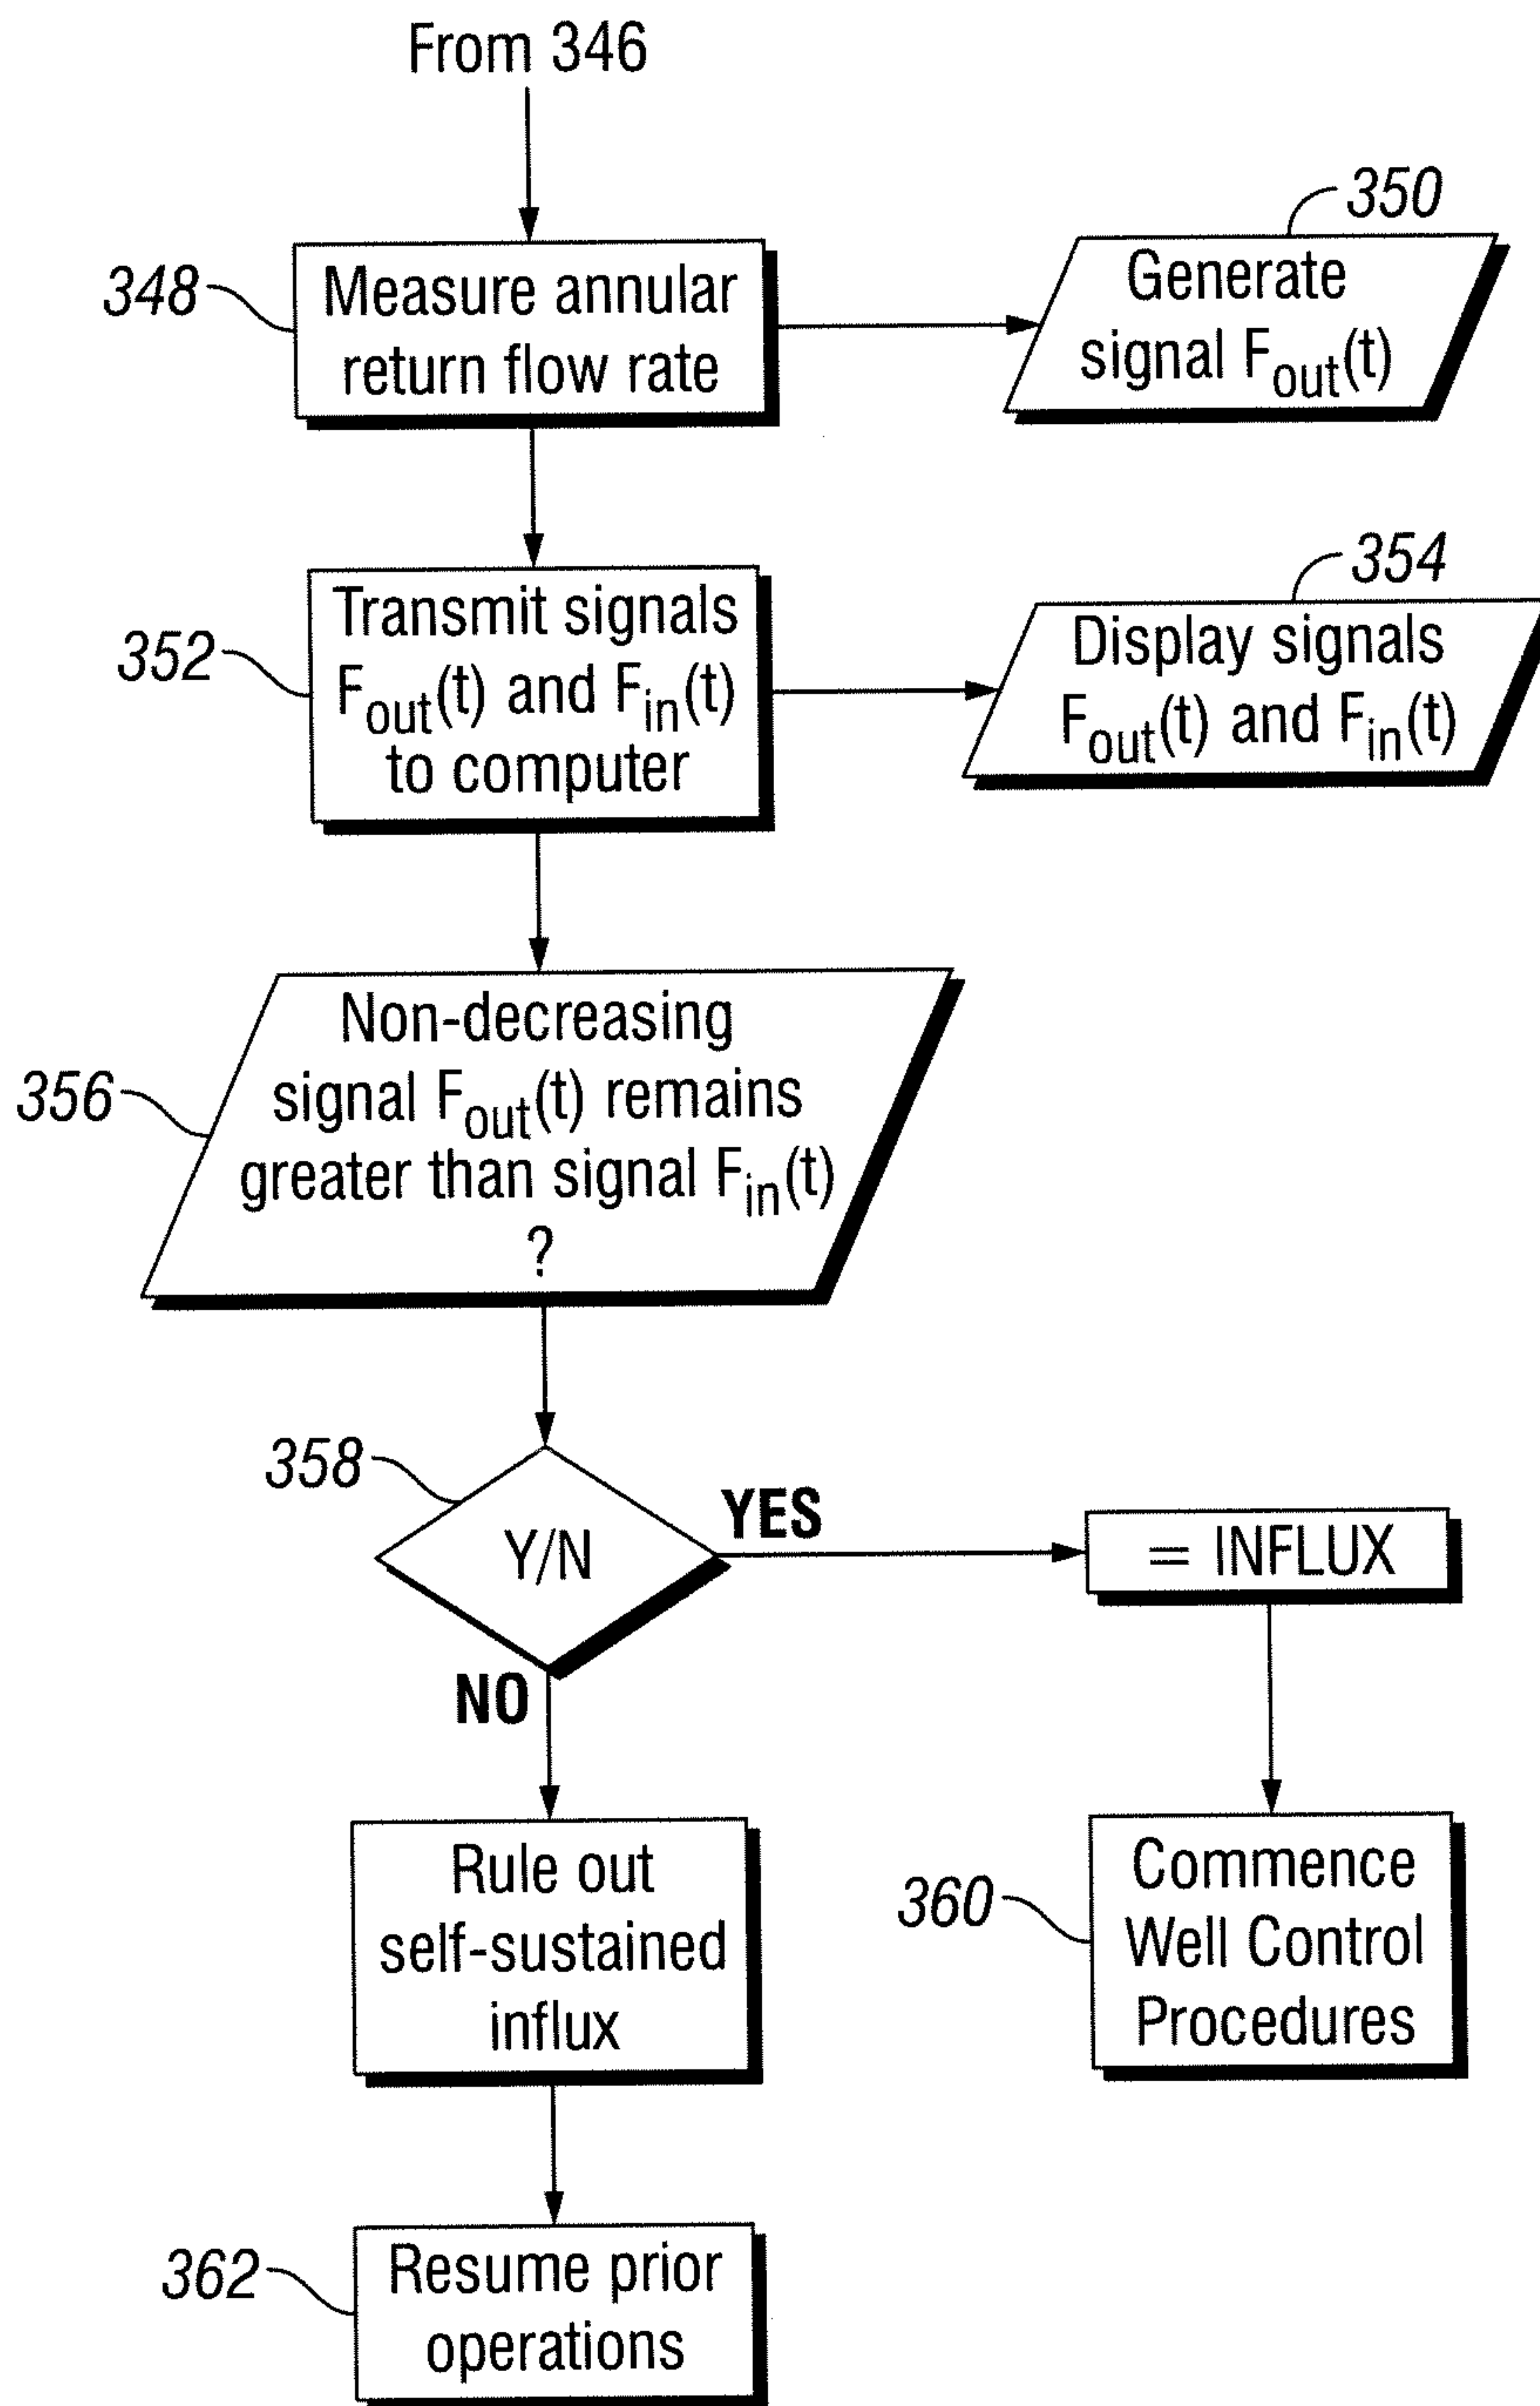 From 346
348
Measure annular
return flow rate
350
Generate
signal Fout(t)
352
Transmit signals
Fout(t) and Fin(t)
to computer
354
Display signals
Fout(t) and Fin(t)
356
Non-decreasing
signal Fout(t) remains
greater than signal Fin(t)
?
358
Y/N
YES
= INFLUX
NO
Rule out
self-sustained
influx
360
Commence
Well Control
Procedures
362
Resume prior
operations